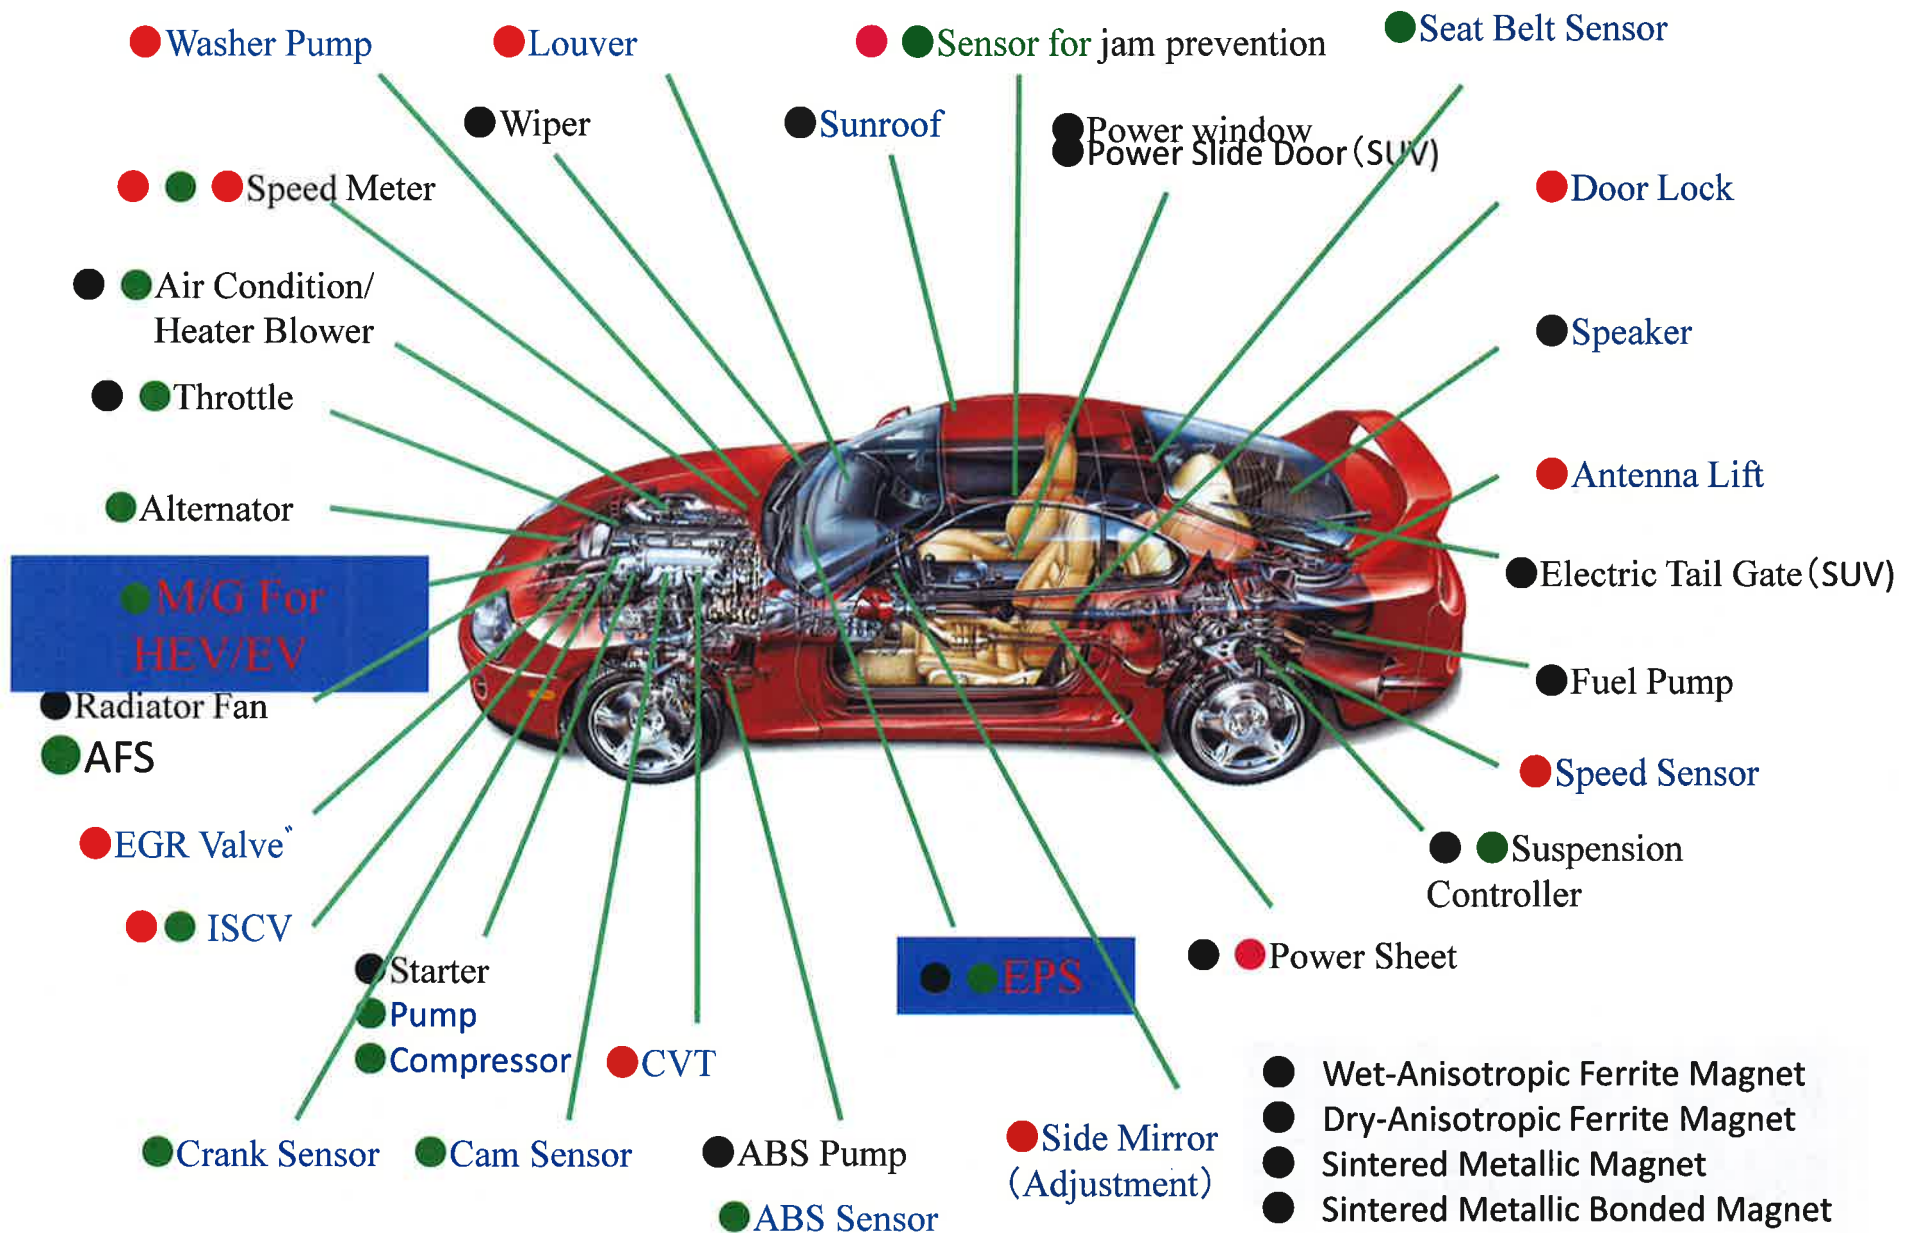 Washer Pump
Louver
Sensor for jam prevention
Seat Belt Sensor
Wiper
Sunroof
Power window
Power Slide Door（SUV）
Speed Meter
Door Lock
Air Condition/
Heater Blower
Speaker
Throttle
Antenna Lift
Alternator
Electric Tail Gate（SUV）
M/G For
HEV/EV
Radiator Fan
AFS
Fuel Pump
Speed Sensor
EGR Valve〝
Suspension
Controller
ISCV
Power Sheet
Starter
Pump
Compressor
EPS
CVT
Crank Sensor
Cam Sensor
ABS Pump
ABS Sensor
Side Mirror
（Adjustment）
Wet-Anisotropic Ferrite Magnet
Dry-Anisotropic Ferrite Magnet
Sintered Metallic Magnet
Sintered Metallic Bonded Magnet